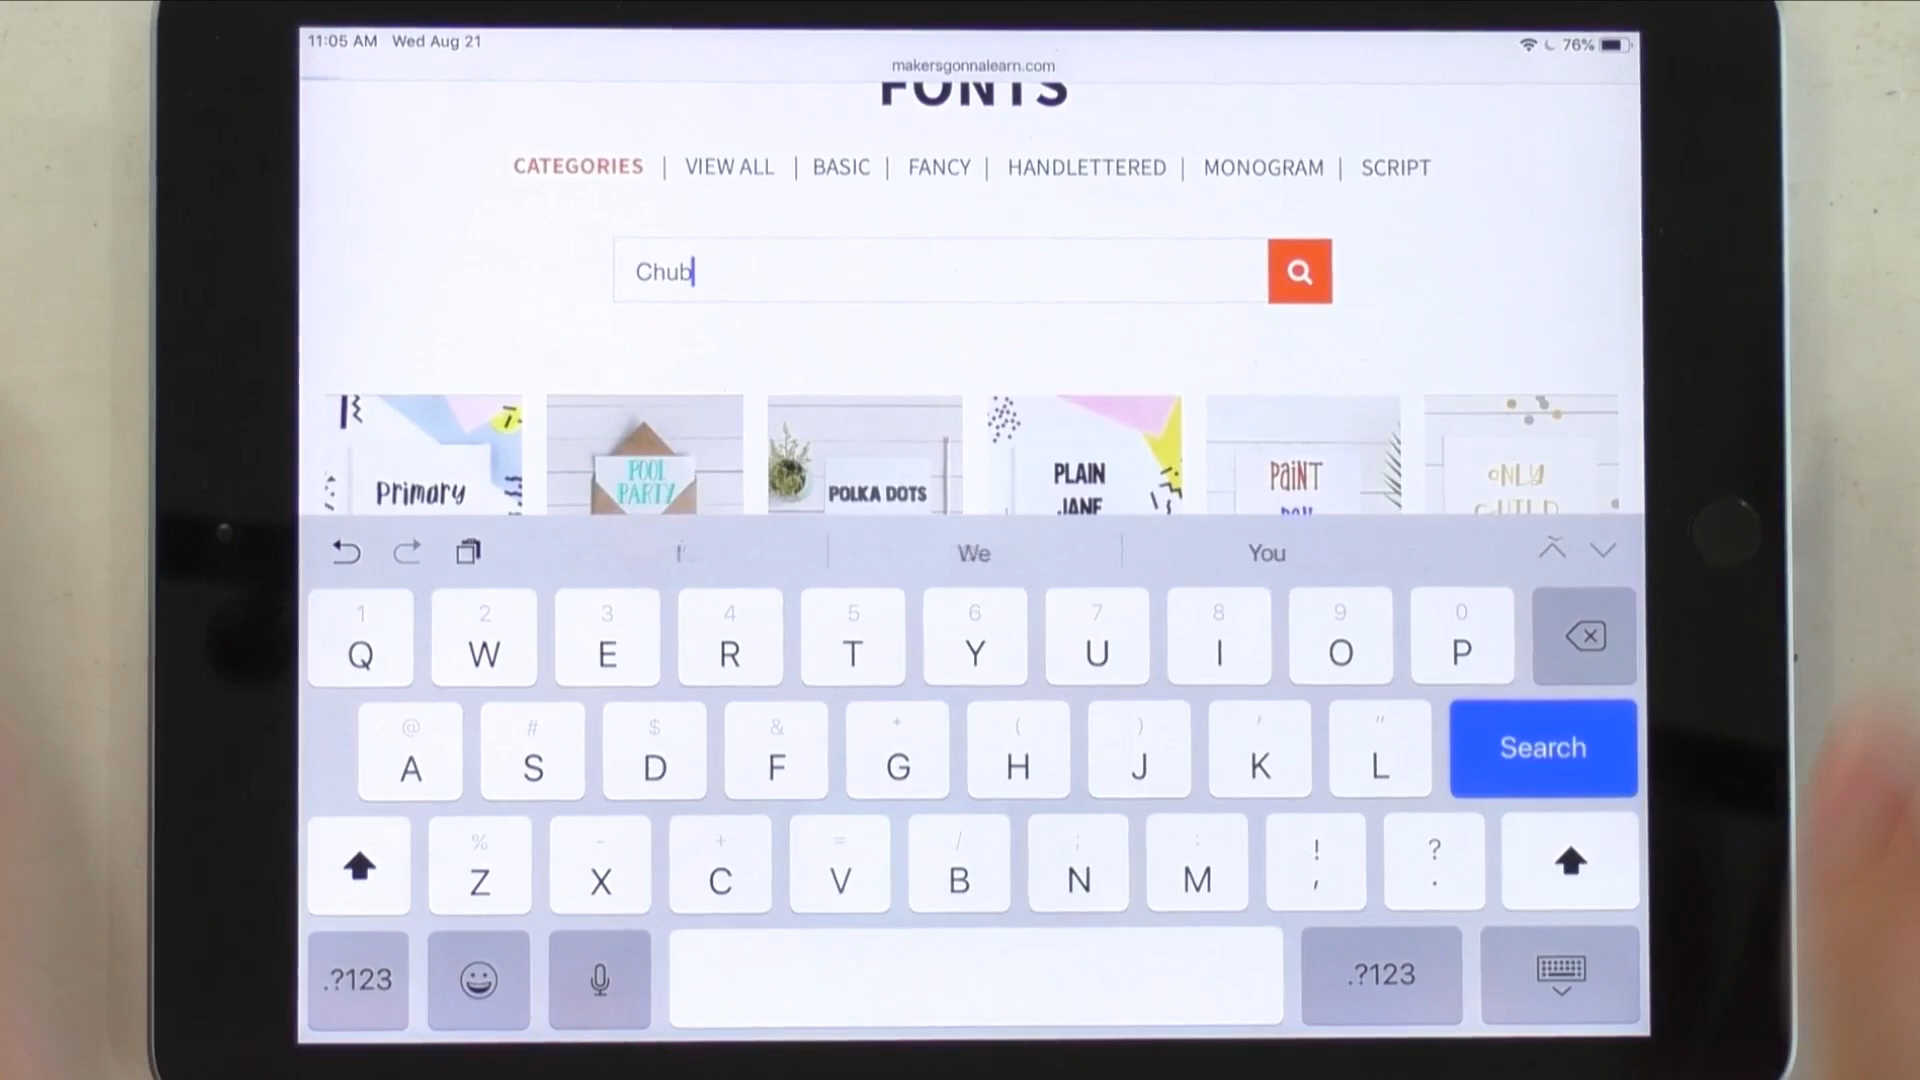 11:05 AM Wed Aug 21
76%
makersgonnalearn.com
FONTS
CATEGORIES | VIEW ALL | BASIC | FANCY | HANDLETTERED | MONOGRAM | SCRIPT
Chub
Primary
POOL
PARTY
POLKA DOTS
PLAIN
JANE
PaiNT
ONLY
CHILD
I We You
1 2 3 4 5 6 7 8 9 0
Q W E R T Y U I O P
@ # $ & * ( ) ' "
A S D F G H J K L Search
% - + = / ; : ! ?
Z X C V B N M , .
.?123 .?123